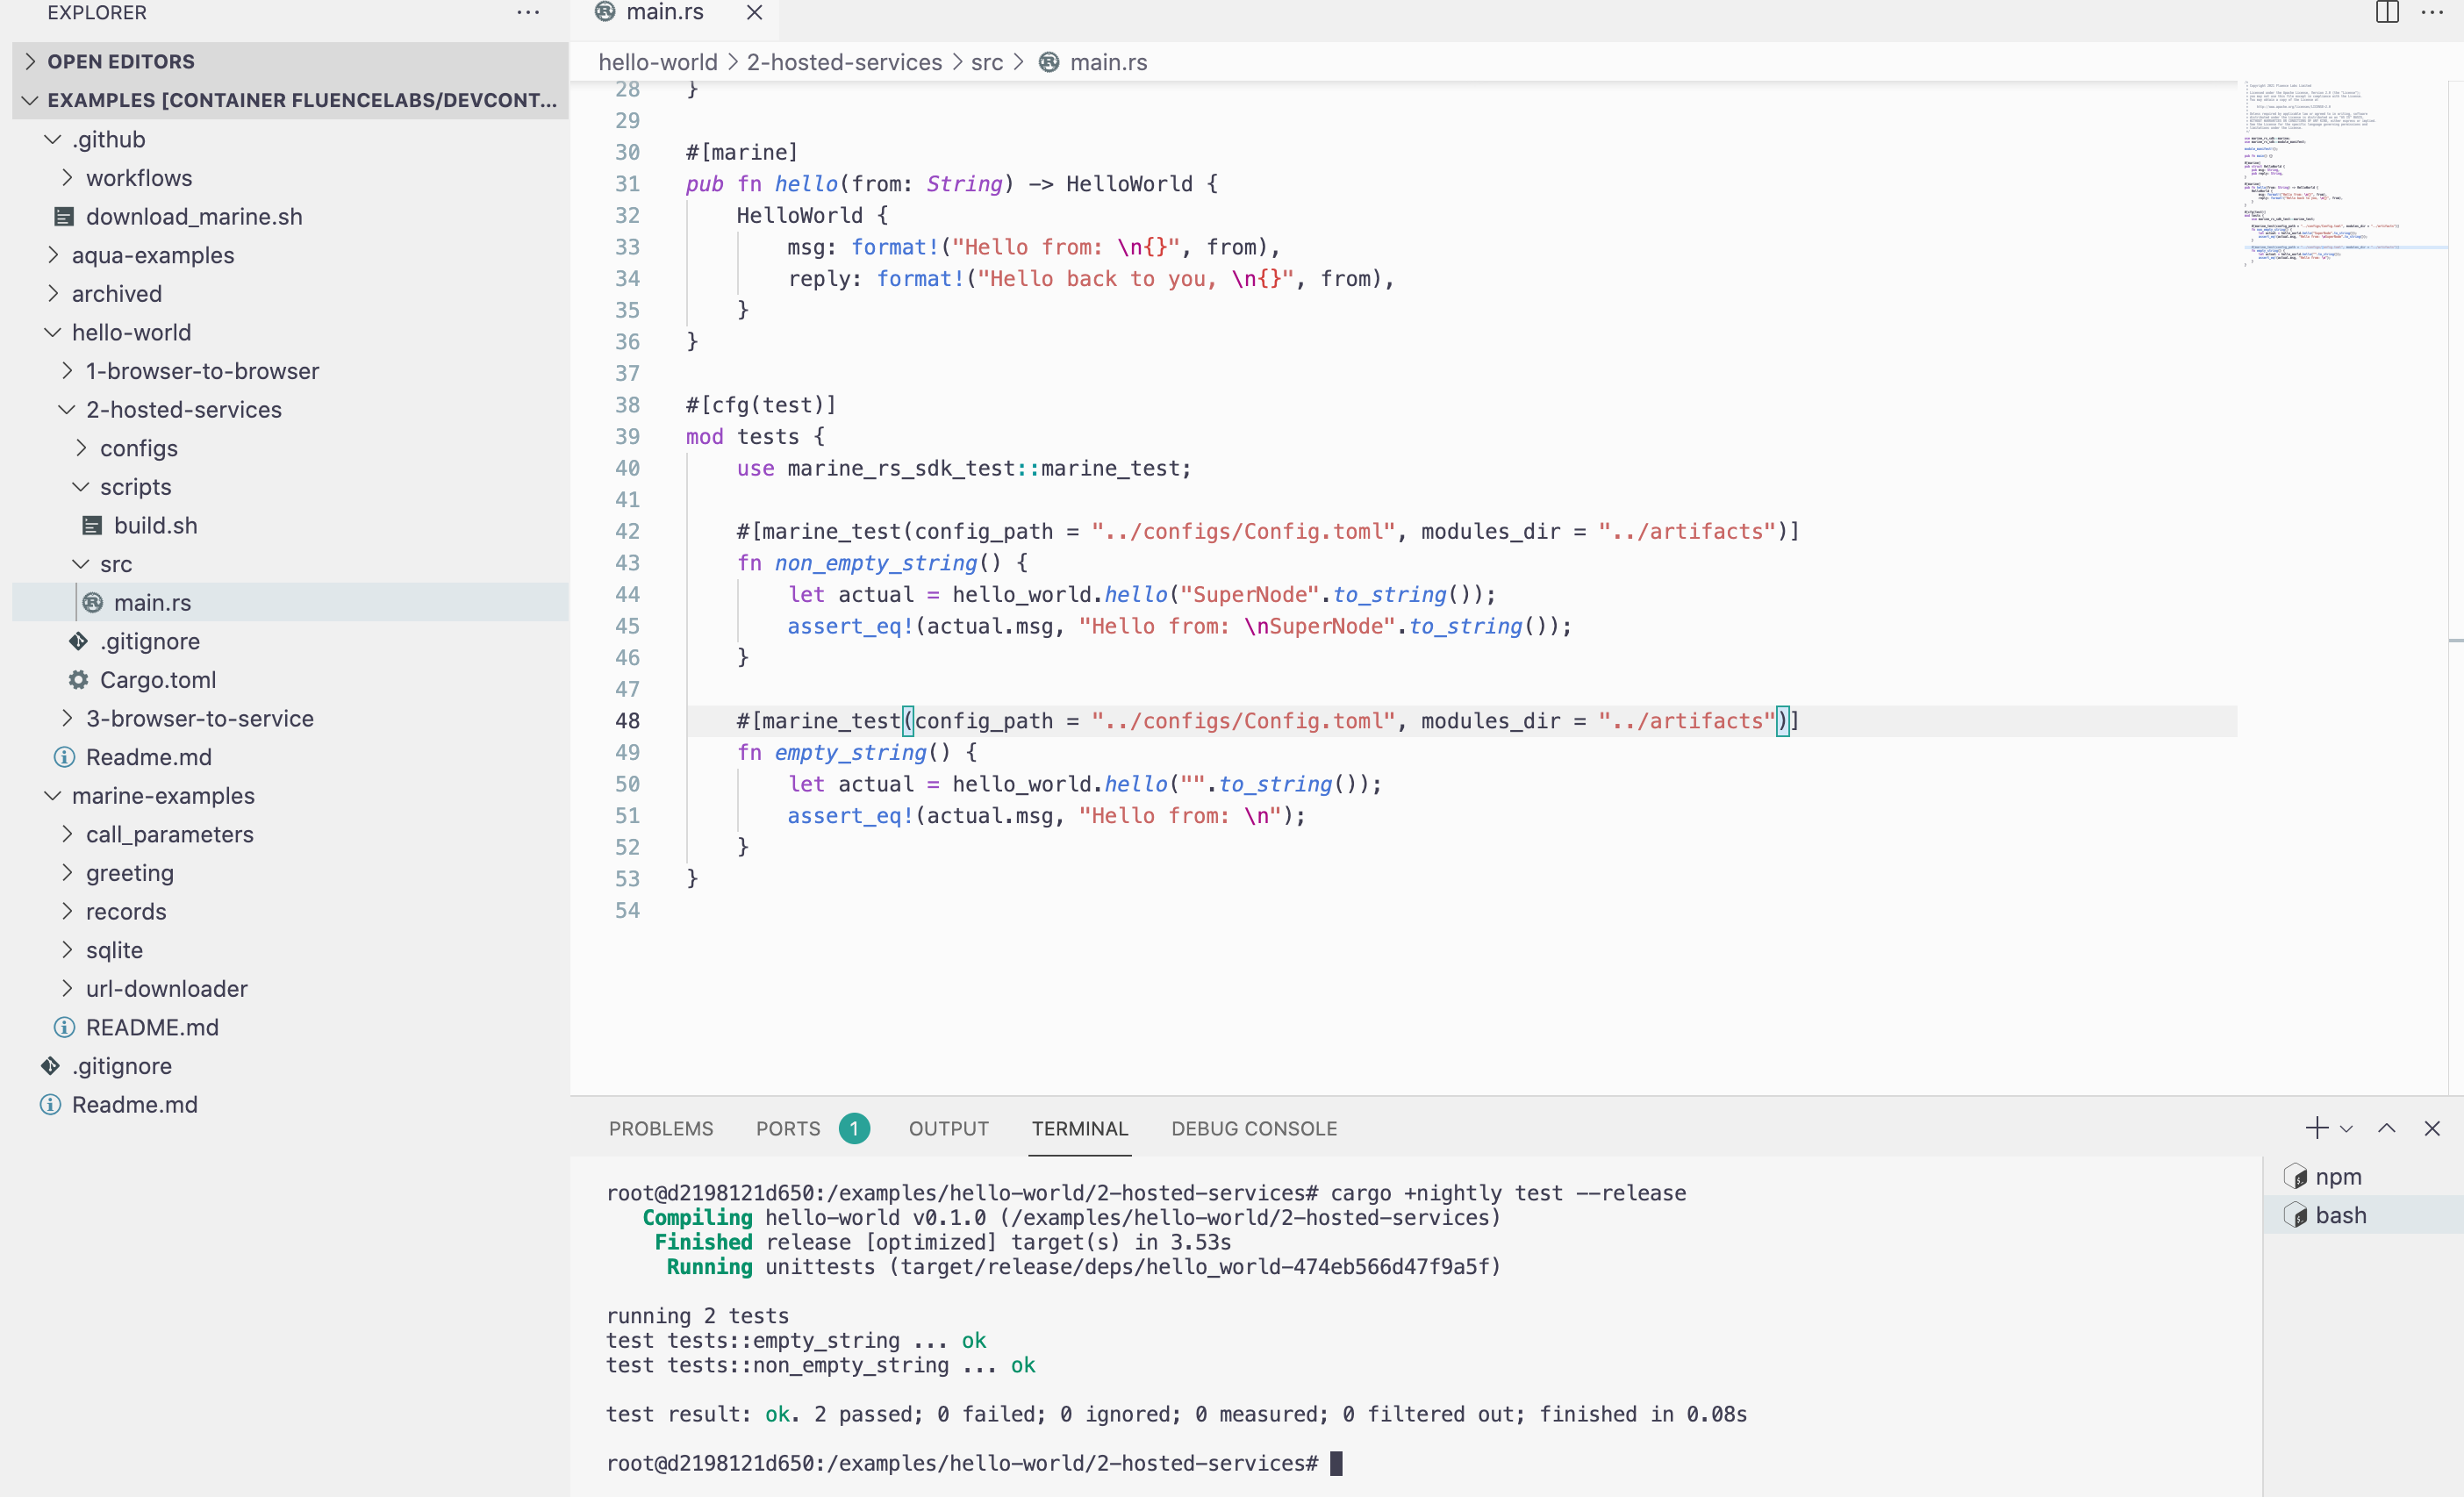 EXPLORER
OPEN EDITORS
EXAMPLES [CONTAINER FLUENCELABS/DEVCONT...
.github
workflows
download_marine.sh
aqua-examples
archived
hello-world
1-browser-to-browser
2-hosted-services
configs
scripts
build.sh
src
main.rs
.gitignore
Cargo.toml
3-browser-to-service
Readme.md
marine-examples
call_parameters
greeting
records
sqlite
url-downloader
README.md
.gitignore
Readme.md
main.rs
hello-world > 2-hosted-services > src > main.rs
28 }
29
30 #[marine]
31 pub fn hello(from: String) -> HelloWorld {
32     HelloWorld {
33         msg: format!("Hello from: \n{}", from),
34         reply: format!("Hello back to you, \n{}", from),
35     }
36 }
37
38 #[cfg(test)]
39 mod tests {
40     use marine_rs_sdk_test::marine_test;
41
42     #[marine_test(config_path = "../configs/Config.toml", modules_dir = "../artifacts")]
43     fn non_empty_string() {
44         let actual = hello_world.hello("SuperNode".to_string());
45         assert_eq!(actual.msg, "Hello from: \nSuperNode".to_string());
46     }
47
48     #[marine_test(config_path = "../configs/Config.toml", modules_dir = "../artifacts")]
49     fn empty_string() {
50         let actual = hello_world.hello("".to_string());
51         assert_eq!(actual.msg, "Hello from: \n");
52     }
53 }
54
PROBLEMS PORTS 1 OUTPUT TERMINAL DEBUG CONSOLE
root@d2198121d650:/examples/hello-world/2-hosted-services# cargo +nightly test --release
   Compiling hello-world v0.1.0 (/examples/hello-world/2-hosted-services)
    Finished release [optimized] target(s) in 3.53s
     Running unittests (target/release/deps/hello_world-474eb566d47f9a5f)
running 2 tests
test tests::empty_string ... ok
test tests::non_empty_string ... ok
test result: ok. 2 passed; 0 failed; 0 ignored; 0 measured; 0 filtered out; finished in 0.08s
root@d2198121d650:/examples/hello-world/2-hosted-services#
npm
bash